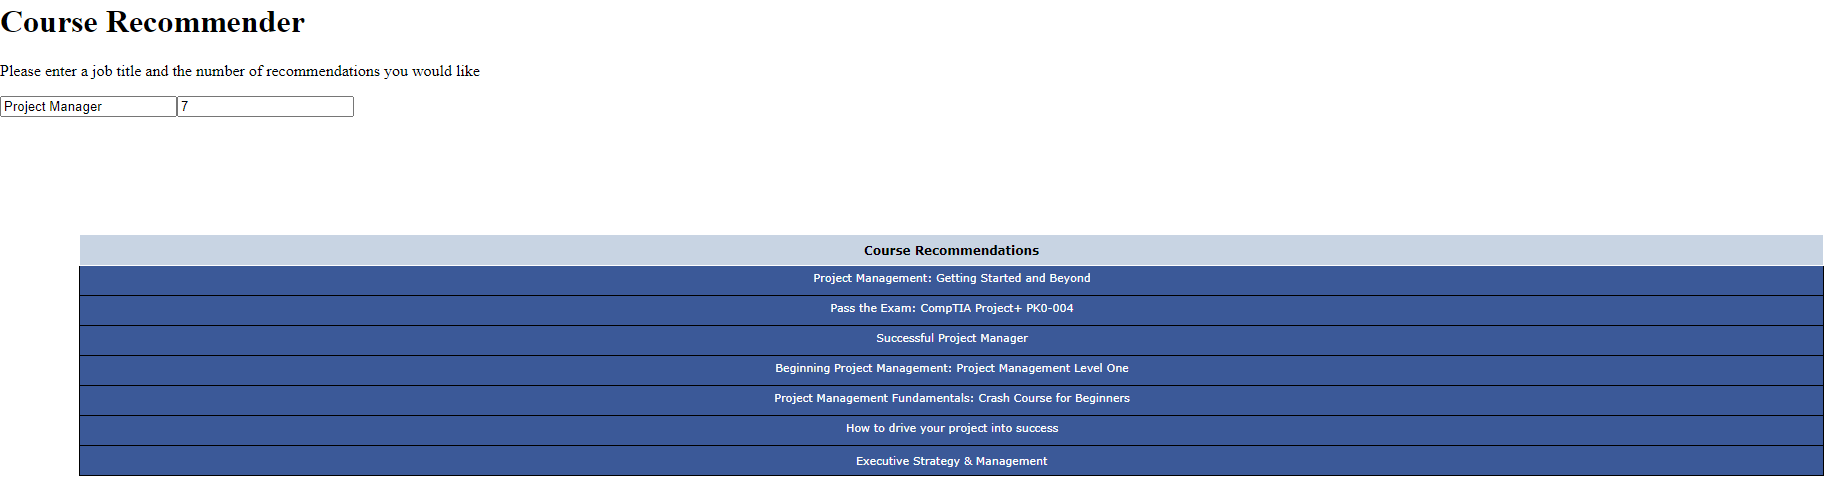 Course Recommender
Please enter a job title and the number of recommendations you would like
Project Manager 7
Course Recommendations
Project Management: Getting Started and Beyond
Pass the Exam: CompTIA Project+ PK0-004
Successful Project Manager
Beginning Project Management: Project Management Level One
Project Management Fundamentals: Crash Course for Beginners
How to drive your project into success
Executive Strategy & Management